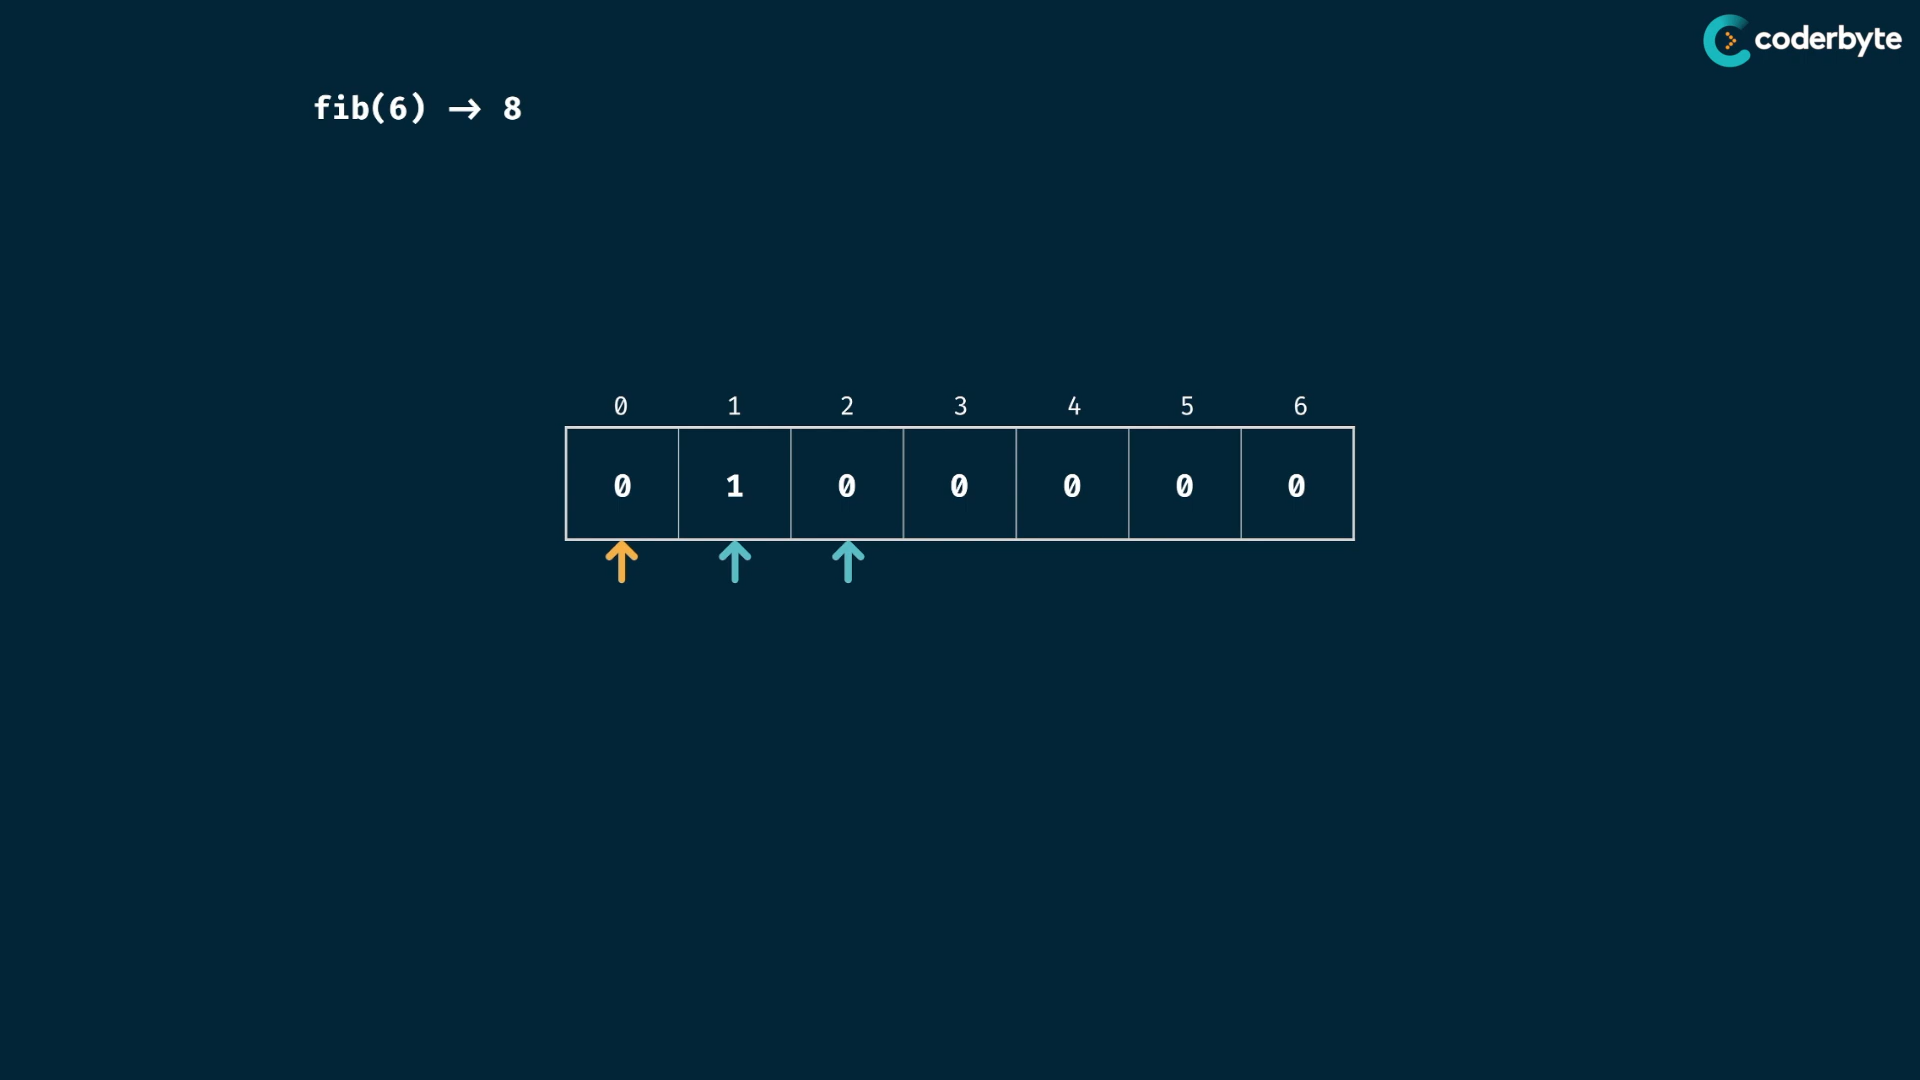 coderbyte
fib(6) → 8
0 1 2 3 4 5 6
0 1 0 0 0 0 0